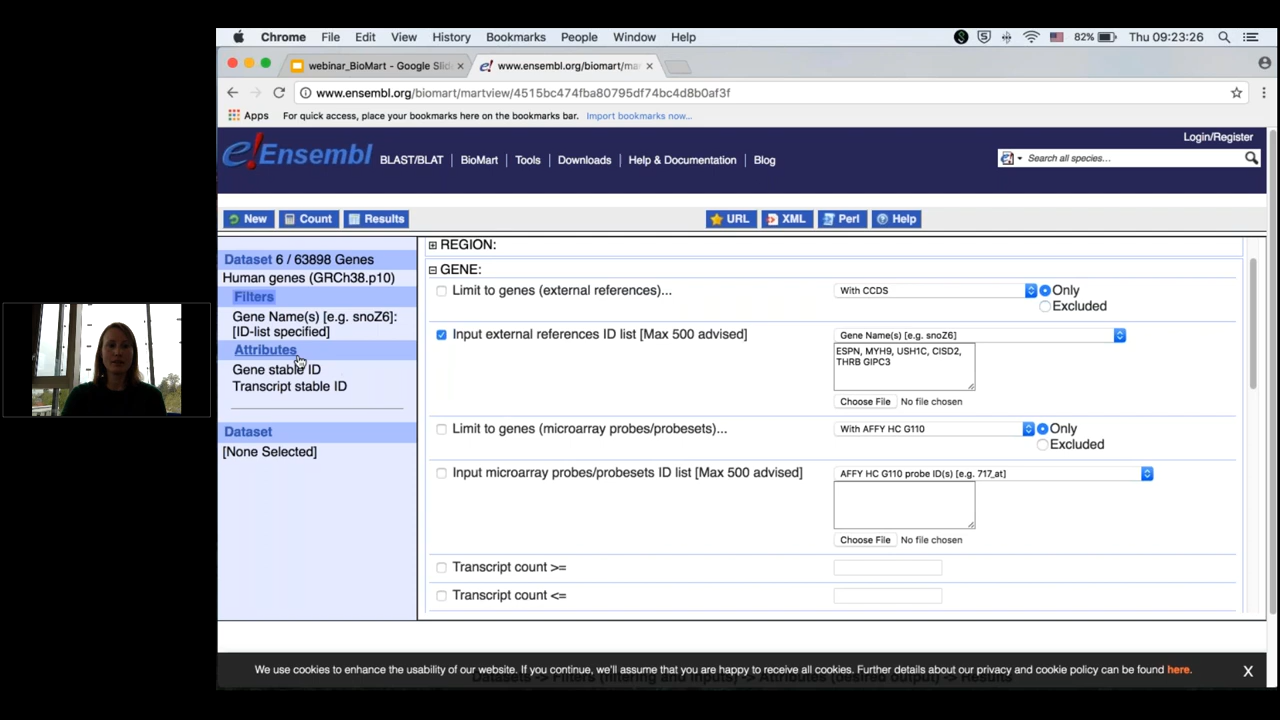 Chrome File Edit View History Bookmarks People Window Help 82% Thu 09:23:26
webinar_BioMart - Google Slid × www.ensembl.org/biomart/ma ×
www.ensembl.org/biomart/martview/4515bc474fba80795df74bc4d8b0af3f
Apps For quick access, place your bookmarks here on the bookmarks bar. Import bookmarks now...
Login/Register
e!Ensembl BLAST/BLAT BioMart Tools Downloads Help & Documentation Blog Search all species...
New Count Results URL XML Perl Help
Dataset 6 / 63898 Genes
Human genes (GRCh38.p10)
Filters
Gene Name(s) [e.g. snoZ6]:
[ID-list specified]
Attributes
Gene stable ID
Transcript stable ID
Dataset
[None Selected]
REGION:
GENE:
Limit to genes (external references)... With CCDS Only
Excluded
Input external references ID list [Max 500 advised] Gene Name(s) [e.g. snoZ6]
ESPN, MYH9, USH1C, CISD2,
THRB GIPC3
Choose File No file chosen
Limit to genes (microarray probes/probesets)... With AFFY HC G110 Only
Excluded
Input microarray probes/probesets ID list [Max 500 advised] AFFY HC G110 probe ID(s) [e.g. 717_at]
Choose File No file chosen
Transcript count >=
Transcript count <=
We use cookies to enhance the usability of our website. If you continue, we'll assume that you are happy to receive all cookies. Further details about our privacy and cookie policy can be found here. X
Datasets -> Filters (filtering and inputs) -> Attributes (desired output) -> Results